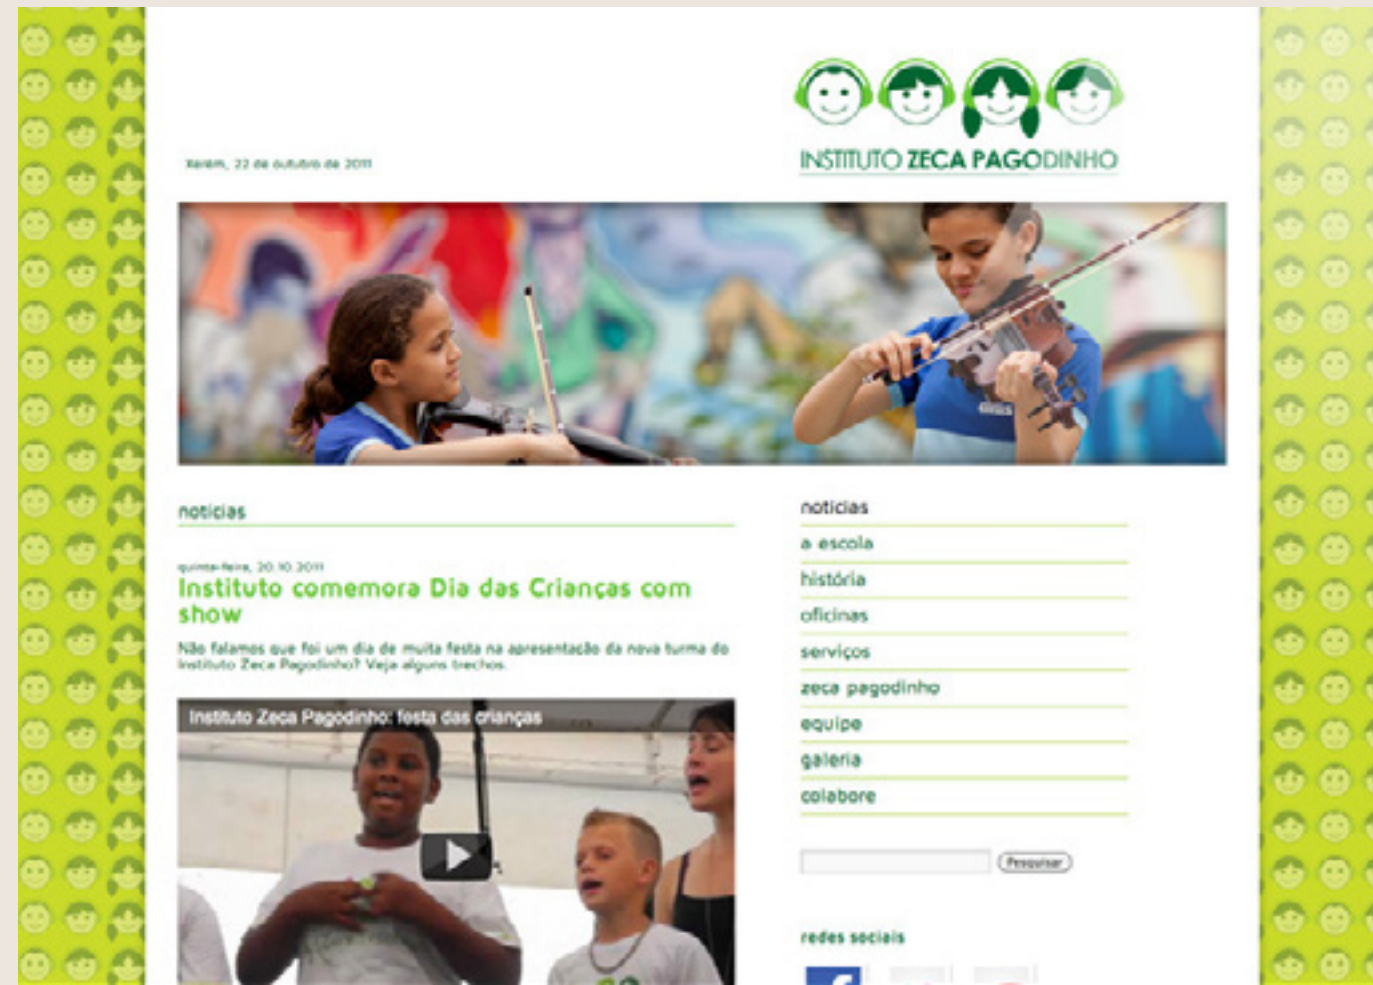 INSTITUTO ZECA PAGODINHO
Xerém, 22 de outubro de 2011
notícias
quinta-feira, 20.10.2011
Instituto comemora Dia das Crianças com
show
Não falamos que foi um dia de muita festa na apresentação da nova turma do
Instituto Zeca Pagodinho? Veja alguns trechos.
Instituto Zeca Pagodinho: festa das crianças
notícias
a escola
história
oficinas
serviços
zeca pagodinho
equipe
galeria
colabore
Pesquisar
redes sociais